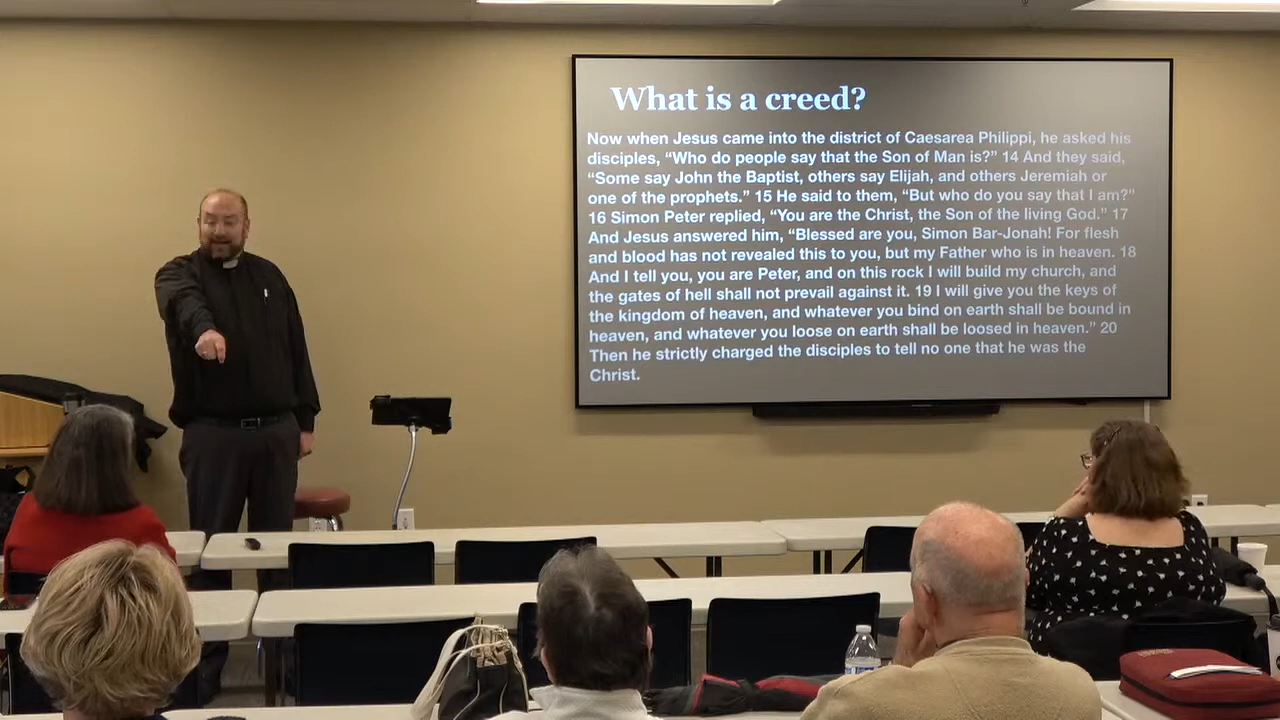 What is a creed?
Now when Jesus came into the district of Caesarea Philippi, he asked his
disciples, “Who do people say that the Son of Man is?” 14 And they said,
“Some say John the Baptist, others say Elijah, and others Jeremiah or
one of the prophets.” 15 He said to them, “But who do you say that I am?”
16 Simon Peter replied, “You are the Christ, the Son of the living God.” 17
And Jesus answered him, “Blessed are you, Simon Bar-Jonah! For flesh
and blood has not revealed this to you, but my Father who is in heaven. 18
And I tell you, you are Peter, and on this rock I will build my church, and
the gates of hell shall not prevail against it. 19 I will give you the keys of
the kingdom of heaven, and whatever you bind on earth shall be bound in
heaven, and whatever you loose on earth shall be loosed in heaven.” 20
Then he strictly charged the disciples to tell no one that he was the
Christ.